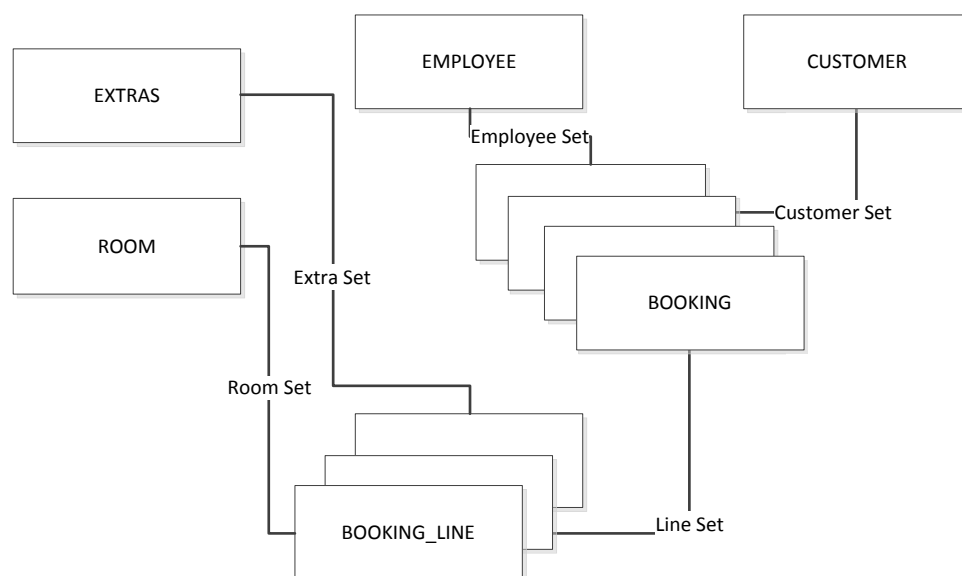 EMPLOYEE
CUSTOMER
EXTRAS
Employee Set
Customer Set
ROOM
Extra Set
BOOKING
Room Set
Line Set
BOOKING_LINE